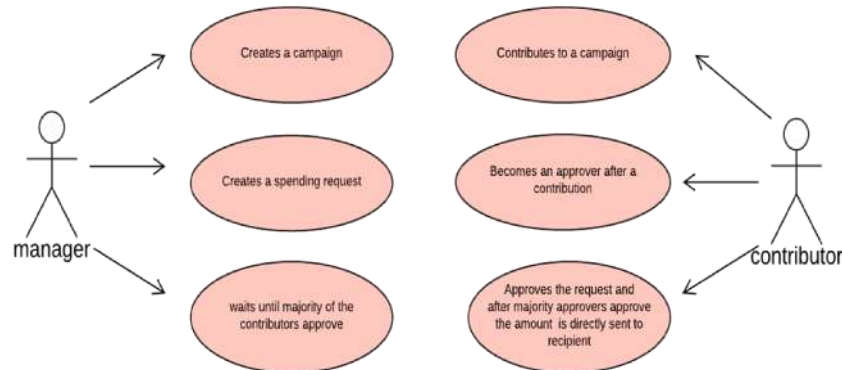 Creates a campaign
Contributes to a campaign
Creates a spending request
Becomes an approver after a
contribution
manager
contributor
waits until majority of the
contributors approve
Approves the request and
after majority approvers approve
the amount is directly sent to
recipient